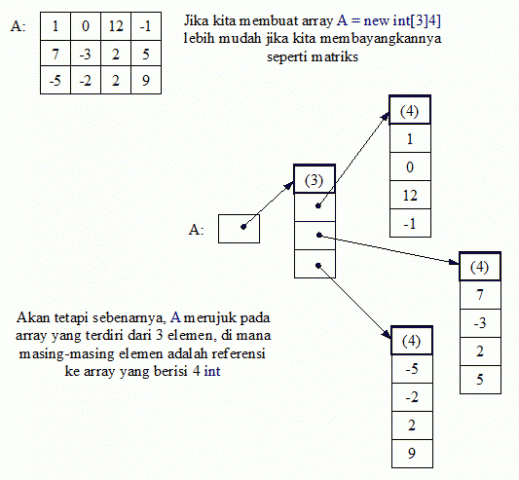 A:
1 0 12 -1
7 -3 2 5
-5 -2 2 9
Jika kita membuat array A = new int[3]4]
lebih mudah jika kita membayangkannya
seperti matriks
(4)
1
0
12
-1
(3)
A:
(4)
7
-3
2
5
Akan tetapi sebenarnya, A merujuk pada
array yang terdiri dari 3 elemen, di mana
masing-masing elemen adalah referensi
ke array yang berisi 4 int
(4)
-5
-2
2
9